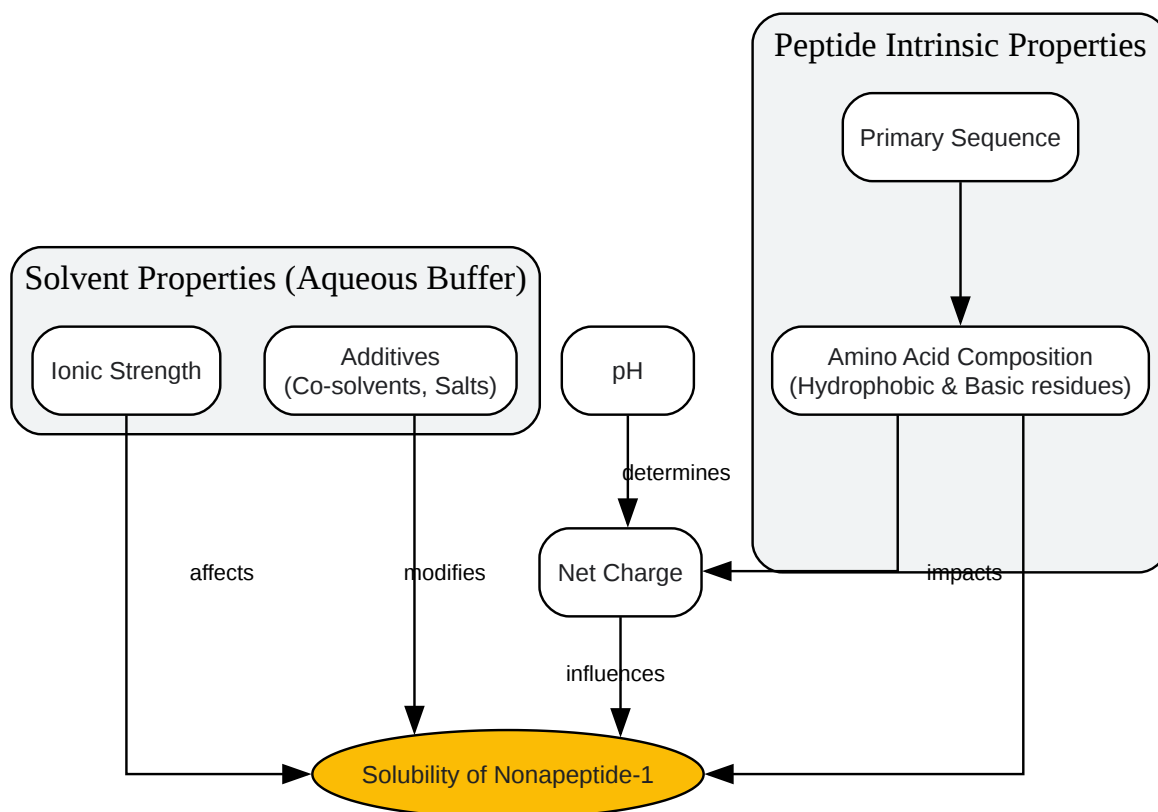 Peptide Intrinsic Properties
Primary Sequence
Solvent Properties (Aqueous Buffer)
Ionic Strength
Additives
(Co-solvents, Salts)
pH
Amino Acid Composition
(Hydrophobic & Basic residues)
determines
affects
modifies
Net Charge
impacts
influences
Solubility of Nonapeptide-1